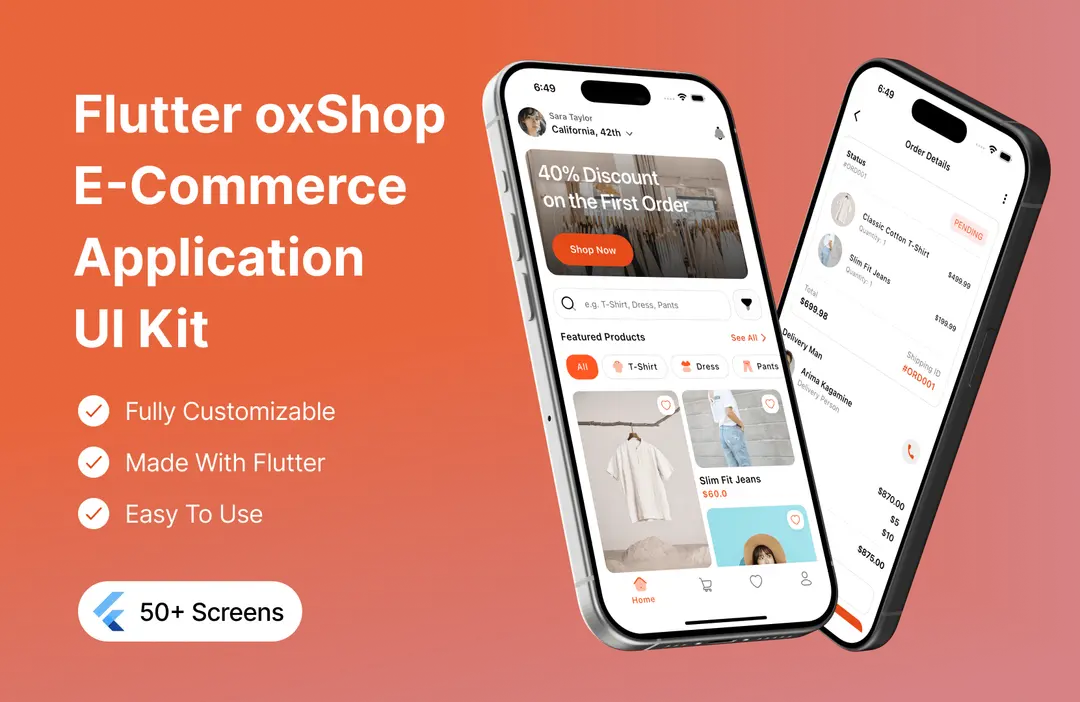 Flutter oxShop
E-Commerce
Application
UI Kit
Fully Customizable
Made With Flutter
Easy To Use
50+ Screens
6:49
Sara Taylor
California, 42th
40% Discount
on the First Order
Shop Now
e.g. T-Shirt, Dress, Pants
Featured Products
See All
All
T-Shirt
Dress
Pants
Slim Fit Jeans
$60.0
Home
6:49
Order Details
Status
#ORD001
PENDING
Classic Cotton T-Shirt
Quantity: 1
$499.99
Slim Fit Jeans
Quantity: 1
$199.99
Total
$699.98
Shipping ID
#ORD001
Delivery Man
Arima Kagamine
Delivery Person
$870.00
$5
$10
$875.00